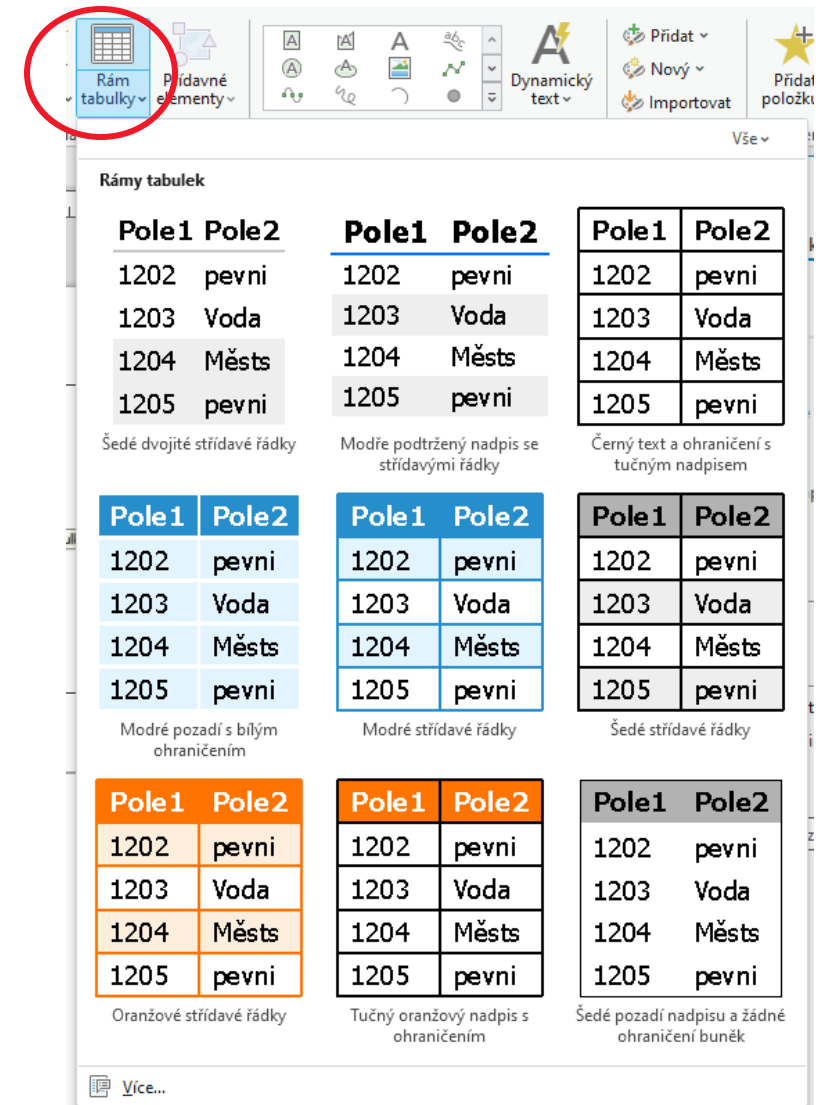 Rám
tabulky
Přídavné
elementy
A
A
A
A
Dynamický
text
Přidat
Nový
Importovat
Přidat
položku
Vše
Rámy tabulek
Pole1 Pole2
1202 pevni
1203 Voda
1204 Městs
1205 pevni
Šedé dvojité střídavé řádky
Pole1 Pole2
1202 pevni
1203 Voda
1204 Městs
1205 pevni
Modře podtržený nadpis se
střídavými řádky
Pole1 Pole2
1202 pevni
1203 Voda
1204 Městs
1205 pevni
Černý text a ohraničení s
tučným nadpisem
Pole1 Pole2
1202 pevni
1203 Voda
1204 Městs
1205 pevni
Modré pozadí s bílým
ohraničením
Pole1 Pole2
1202 pevni
1203 Voda
1204 Městs
1205 pevni
Modré střídavé řádky
Pole1 Pole2
1202 pevni
1203 Voda
1204 Městs
1205 pevni
Šedé střídavé řádky
Pole1 Pole2
1202 pevni
1203 Voda
1204 Městs
1205 pevni
Oranžové střídavé řádky
Pole1 Pole2
1202 pevni
1203 Voda
1204 Městs
1205 pevni
Tučný oranžový nadpis s
ohraničením
Pole1 Pole2
1202 pevni
1203 Voda
1204 Městs
1205 pevni
Šedé pozadí nadpisu a žádné
ohraničení buněk
Více...